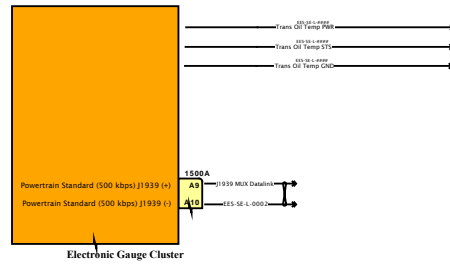 EES-SE-L-####
Trans Oil Temp PWR
EES-SE-L-####
Trans Oil Temp STS
EES-SE-L-####
Trans Oil Temp GND
1500A
Powertrain Standard (500 kbps) J1939 (+) A9 J1939 MUX Datalink
Powertrain Standard (500 kbps) J1939 (-) A10 EES-SE-L-0002
Electronic Gauge Cluster